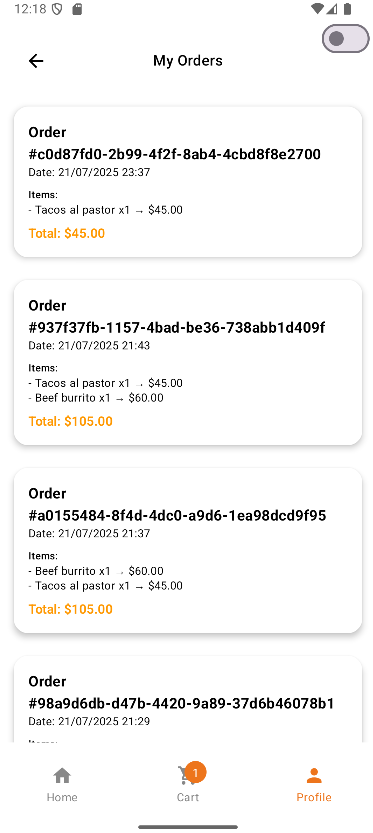 12:18
My Orders
Order
#c0d87fd0-2b99-4f2f-8ab4-4cbd8f8e2700
Date: 21/07/2025 23:37
Items:
- Tacos al pastor x1 → $45.00
Total: $45.00
Order
#937f37fb-1157-4bad-be36-738abb1d409f
Date: 21/07/2025 21:43
Items:
- Tacos al pastor x1 → $45.00
- Beef burrito x1 → $60.00
Total: $105.00
Order
#a0155484-8f4d-4dc0-a9d6-1ea98dcd9f95
Date: 21/07/2025 21:37
Items:
- Beef burrito x1 → $60.00
- Tacos al pastor x1 → $45.00
Total: $105.00
Order
#98a9d6db-d47b-4420-9a89-37d6b46078b1
Date: 21/07/2025 21:29
1
Home
Cart
Profile